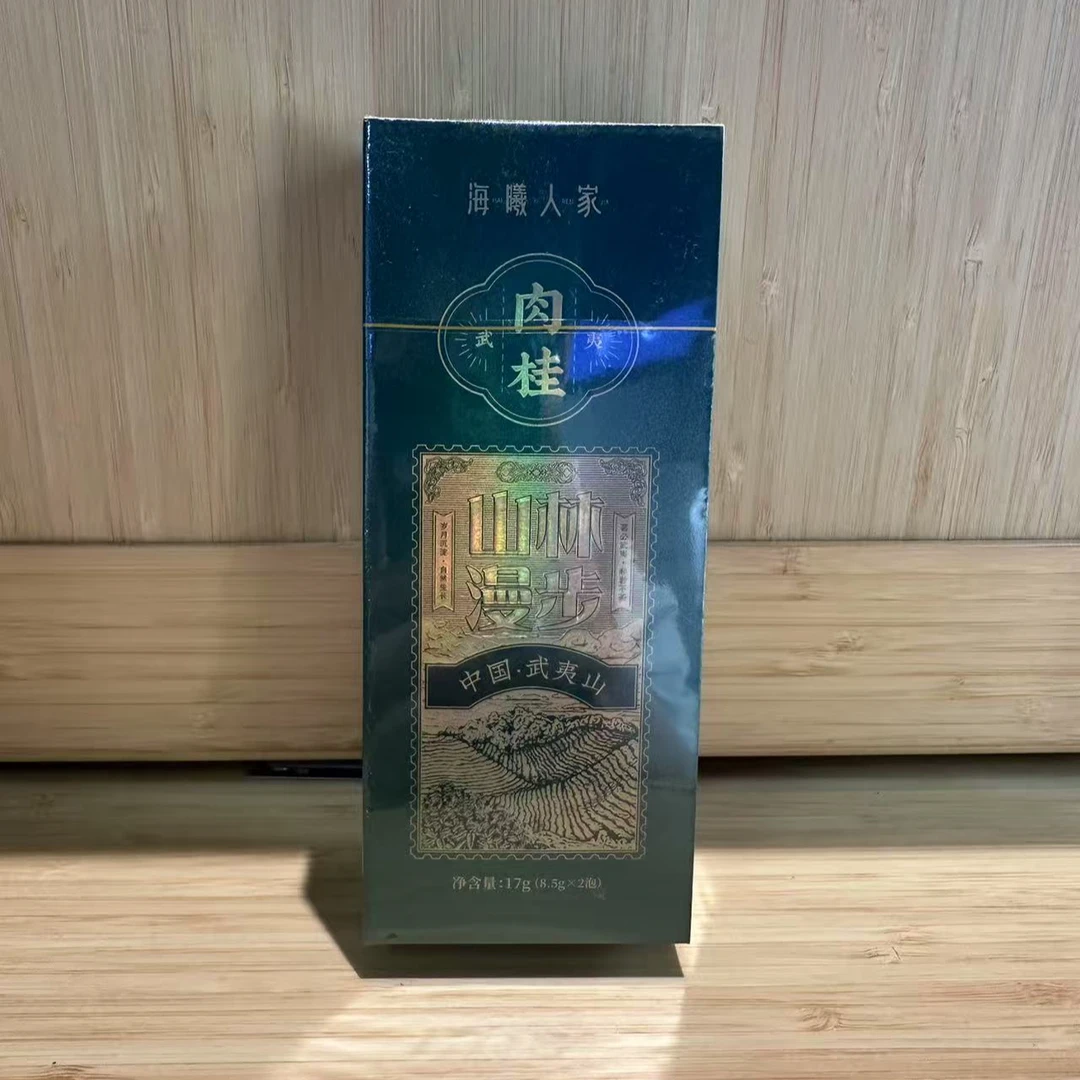 海曦人家
武夷
肉桂
山林
漫步
中国·武夷山
净含量:17g(8.5g×2泡)